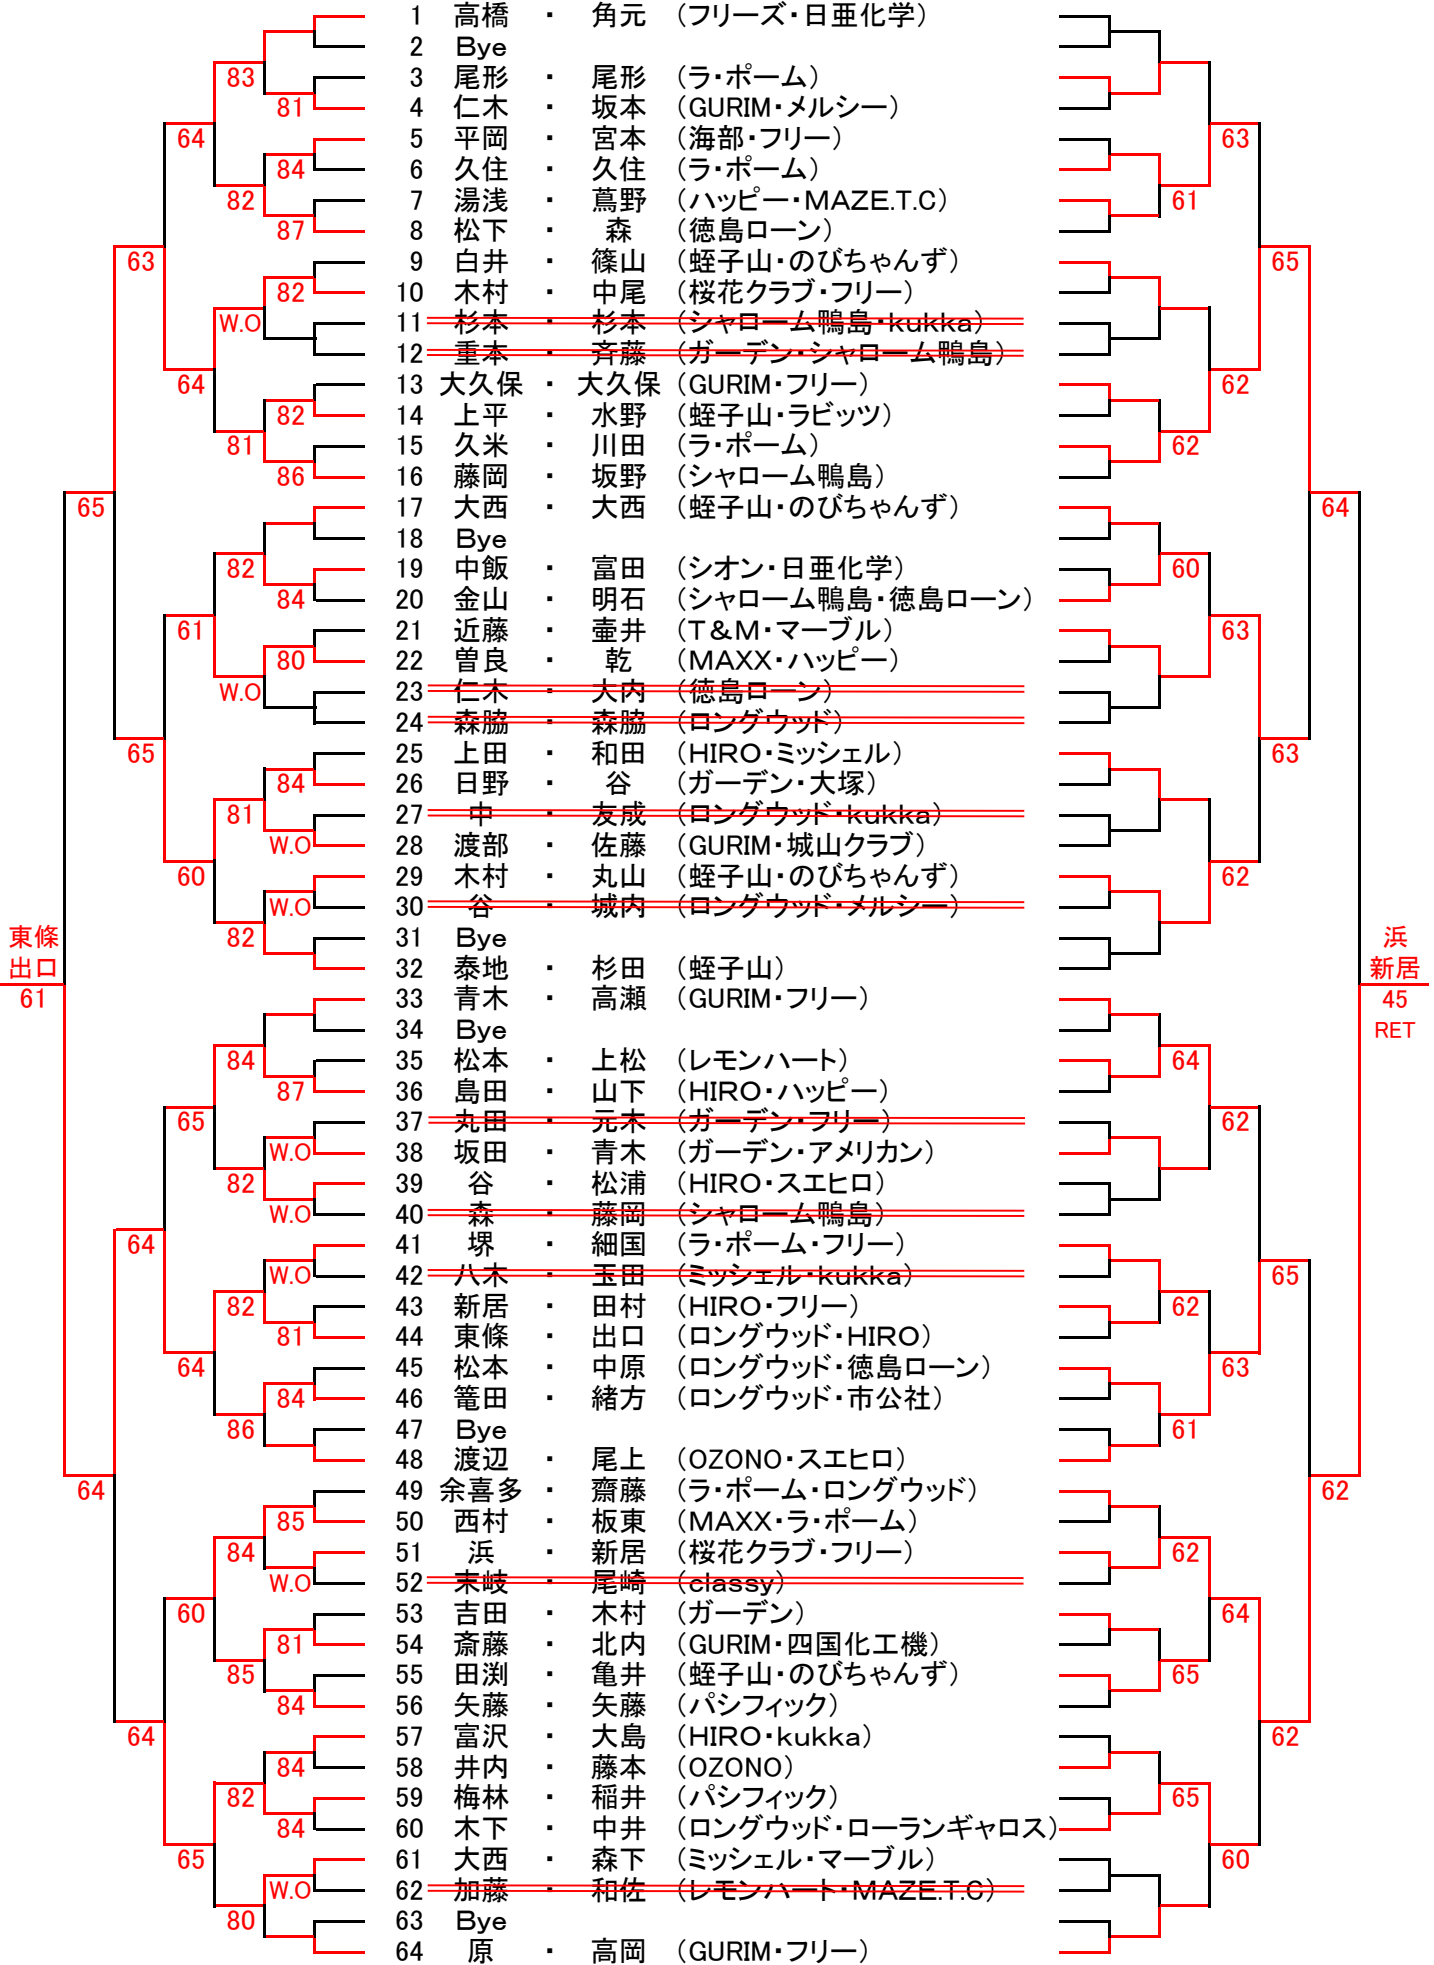 1 高橋 ・ 角元 (フリーズ・日亜化学)
2 Bye
83 3 尾形 ・ 尾形 (ラ・ポーム)
81 4 仁木 ・ 坂本 (GURIM・メルシー)
64 5 平岡 ・ 宮本 (海部・フリー) 63
84 6 久住 ・ 久住 (ラ・ポーム)
82 7 湯浅 ・ 蔦野 (ハッピー・MAZE.T.C) 61
87 8 松下 ・ 森 (徳島ローン)
63 9 白井 ・ 篠山 (蛭子山・のびちゃんず) 65
82 10 木村 ・ 中尾 (桜花クラブ・フリー)
W.O 11 杉本 ・ 杉本 (シャローム鴨島・kukka)
12 重本 ・ 斉藤 (ガーデン・シャローム鴨島)
64 13 大久保 ・ 大久保 (GURIM・フリー) 62
82 14 上平 ・ 水野 (蛭子山・ラビッツ)
81 15 久米 ・ 川田 (ラ・ポーム) 62
86 16 藤岡 ・ 坂野 (シャローム鴨島)
65 17 大西 ・ 大西 (蛭子山・のびちゃんず) 64
18 Bye
82 19 中飯 ・ 富田 (シオン・日亜化学) 60
84 20 金山 ・ 明石 (シャローム鴨島・徳島ローン)
61 21 近藤 ・ 壷井 (T&M・マーブル) 63
80 22 曽良 ・ 乾 (MAXX・ハッピー)
W.O 23 仁木 ・ 大内 (徳島ローン)
24 森脇 ・ 森脇 (ロングウッド)
65 25 上田 ・ 和田 (HIRO・ミッシェル) 63
84 26 日野 ・ 谷 (ガーデン・大塚)
81 27 中 ・ 友成 (ロングウッド・kukka)
W.O 28 渡部 ・ 佐藤 (GURIM・城山クラブ)
60 29 木村 ・ 丸山 (蛭子山・のびちゃんず) 62
W.O 30 谷 ・ 城内 (ロングウッド・メルシー)
東條 82 31 Bye 浜
出口 32 泰地 ・ 杉田 (蛭子山) 新居
61 33 青木 ・ 高瀬 (GURIM・フリー) 45
34 Bye RET
84 35 松本 ・ 上松 (レモンハート) 64
87 36 島田 ・ 山下 (HIRO・ハッピー)
65 37 丸田 ・ 元木 (ガーデン・フリー) 62
W.O 38 坂田 ・ 青木 (ガーデン・アメリカン)
82 39 谷 ・ 松浦 (HIRO・スエヒロ)
W.O 40 森 ・ 藤岡 (シャローム鴨島)
64 41 堺 ・ 細国 (ラ・ポーム・フリー)
W.O 42 八木 ・ 玉田 (ミッシェル・kukka) 65
82 43 新居 ・ 田村 (HIRO・フリー) 62
81 44 東條 ・ 出口 (ロングウッド・HIRO)
64 45 松本 ・ 中原 (ロングウッド・徳島ローン) 63
84 46 篭田 ・ 緒方 (ロングウッド・市公社)
86 47 Bye 61
48 渡辺 ・ 尾上 (OZONO・スエヒロ)
64 49 余喜多 ・ 齋藤 (ラ・ポーム・ロングウッド) 62
85 50 西村 ・ 板東 (MAXX・ラ・ポーム)
84 51 浜 ・ 新居 (桜花クラブ・フリー) 62
W.O 52 末岐 ・ 尾崎 (classy)
60 53 吉田 ・ 木村 (ガーデン) 64
81 54 斎藤 ・ 北内 (GURIM・四国化工機)
85 55 田渕 ・ 亀井 (蛭子山・のびちゃんず) 65
84 56 矢藤 ・ 矢藤 (パシフィック)
64 57 富沢 ・ 大島 (HIRO・kukka) 62
84 58 井内 ・ 藤本 (OZONO)
82 59 梅林 ・ 稲井 (パシフィック) 65
84 60 木下 ・ 中井 (ロングウッド・ローランギャロス)
65 61 大西 ・ 森下 (ミッシェル・マーブル) 60
W.O 62 加藤 ・ 和佐 (レモンハート・MAZE.T.C)
80 63 Bye
64 原 ・ 高岡 (GURIM・フリー)